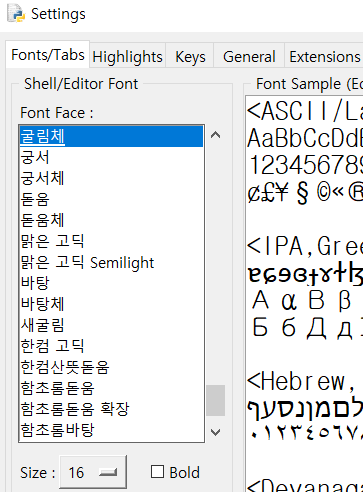 Settings
Fonts/Tabs Highlights Keys General Extensions
Shell/Editor Font
Font Face :
굴림체
궁서
궁서체
돋움
돋움체
맑은 고딕
맑은 고딕 Semilight
바탕
바탕체
새굴림
한컴 고딕
한컴산뜻돋움
함초롬돋움
함초롬돋움 확장
함초롬바탕
Size : 16 Bold
Font Sample (Ed
<ASCII/La
AaBbCcDdE
123456789
¢£¥§©«®
<IPA,Gree
ΑαΒβ
БбДд
<Hebrew,
םמןנסעף
٠١٢٣٤٥٦٧٨
<Devanaga